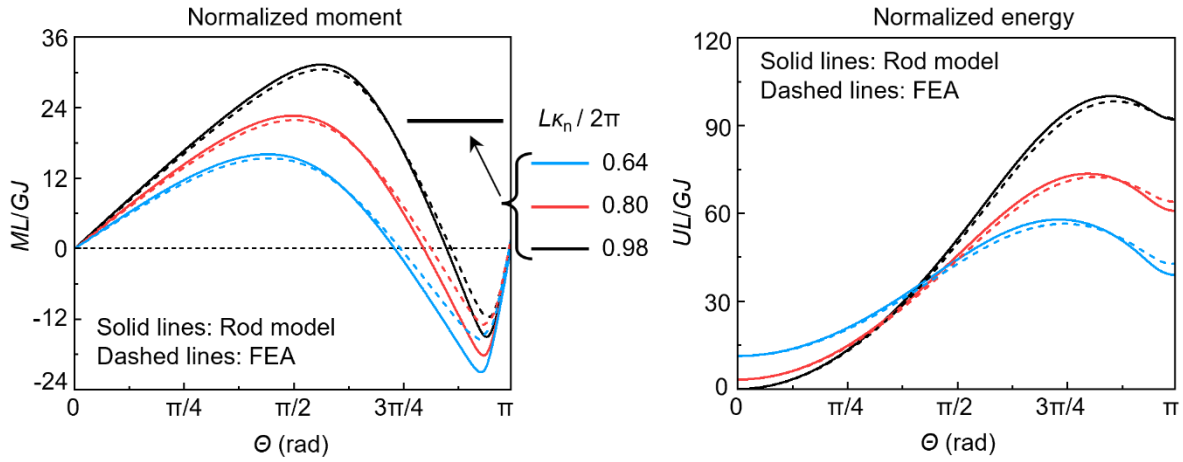 Normalized moment
36
24
12
0
-12
-24
ML/GJ
Solid lines: Rod model
Dashed lines: FEA
0
π/4
π/2
3π/4
π
Θ (rad)
Lκn / 2π
0.64
0.80
0.98
Normalized energy
120
90
60
30
0
UL/GJ
Solid lines: Rod model
Dashed lines: FEA
0
π/4
π/2
3π/4
π
Θ (rad)